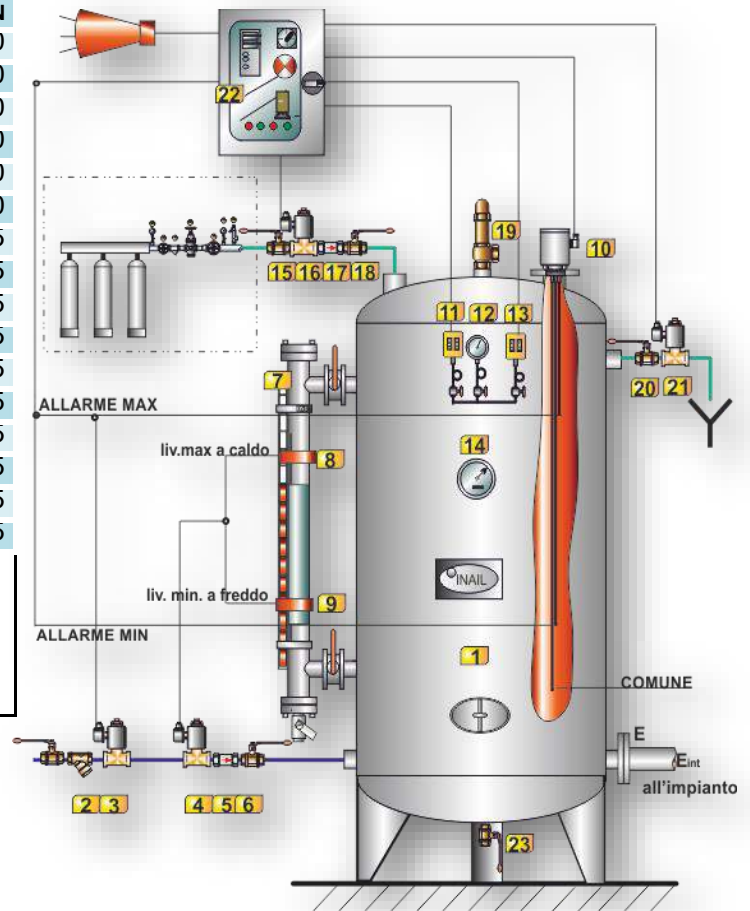 22
15 16 17 18
19
10
11 12 13
20 21
7
ALLARME MAX
liv.max a caldo
8
14
INAIL
liv. min. a freddo
9
ALLARME MIN
1
COMUNE
E
Eint
all'impianto
2 3
4 5 6
23